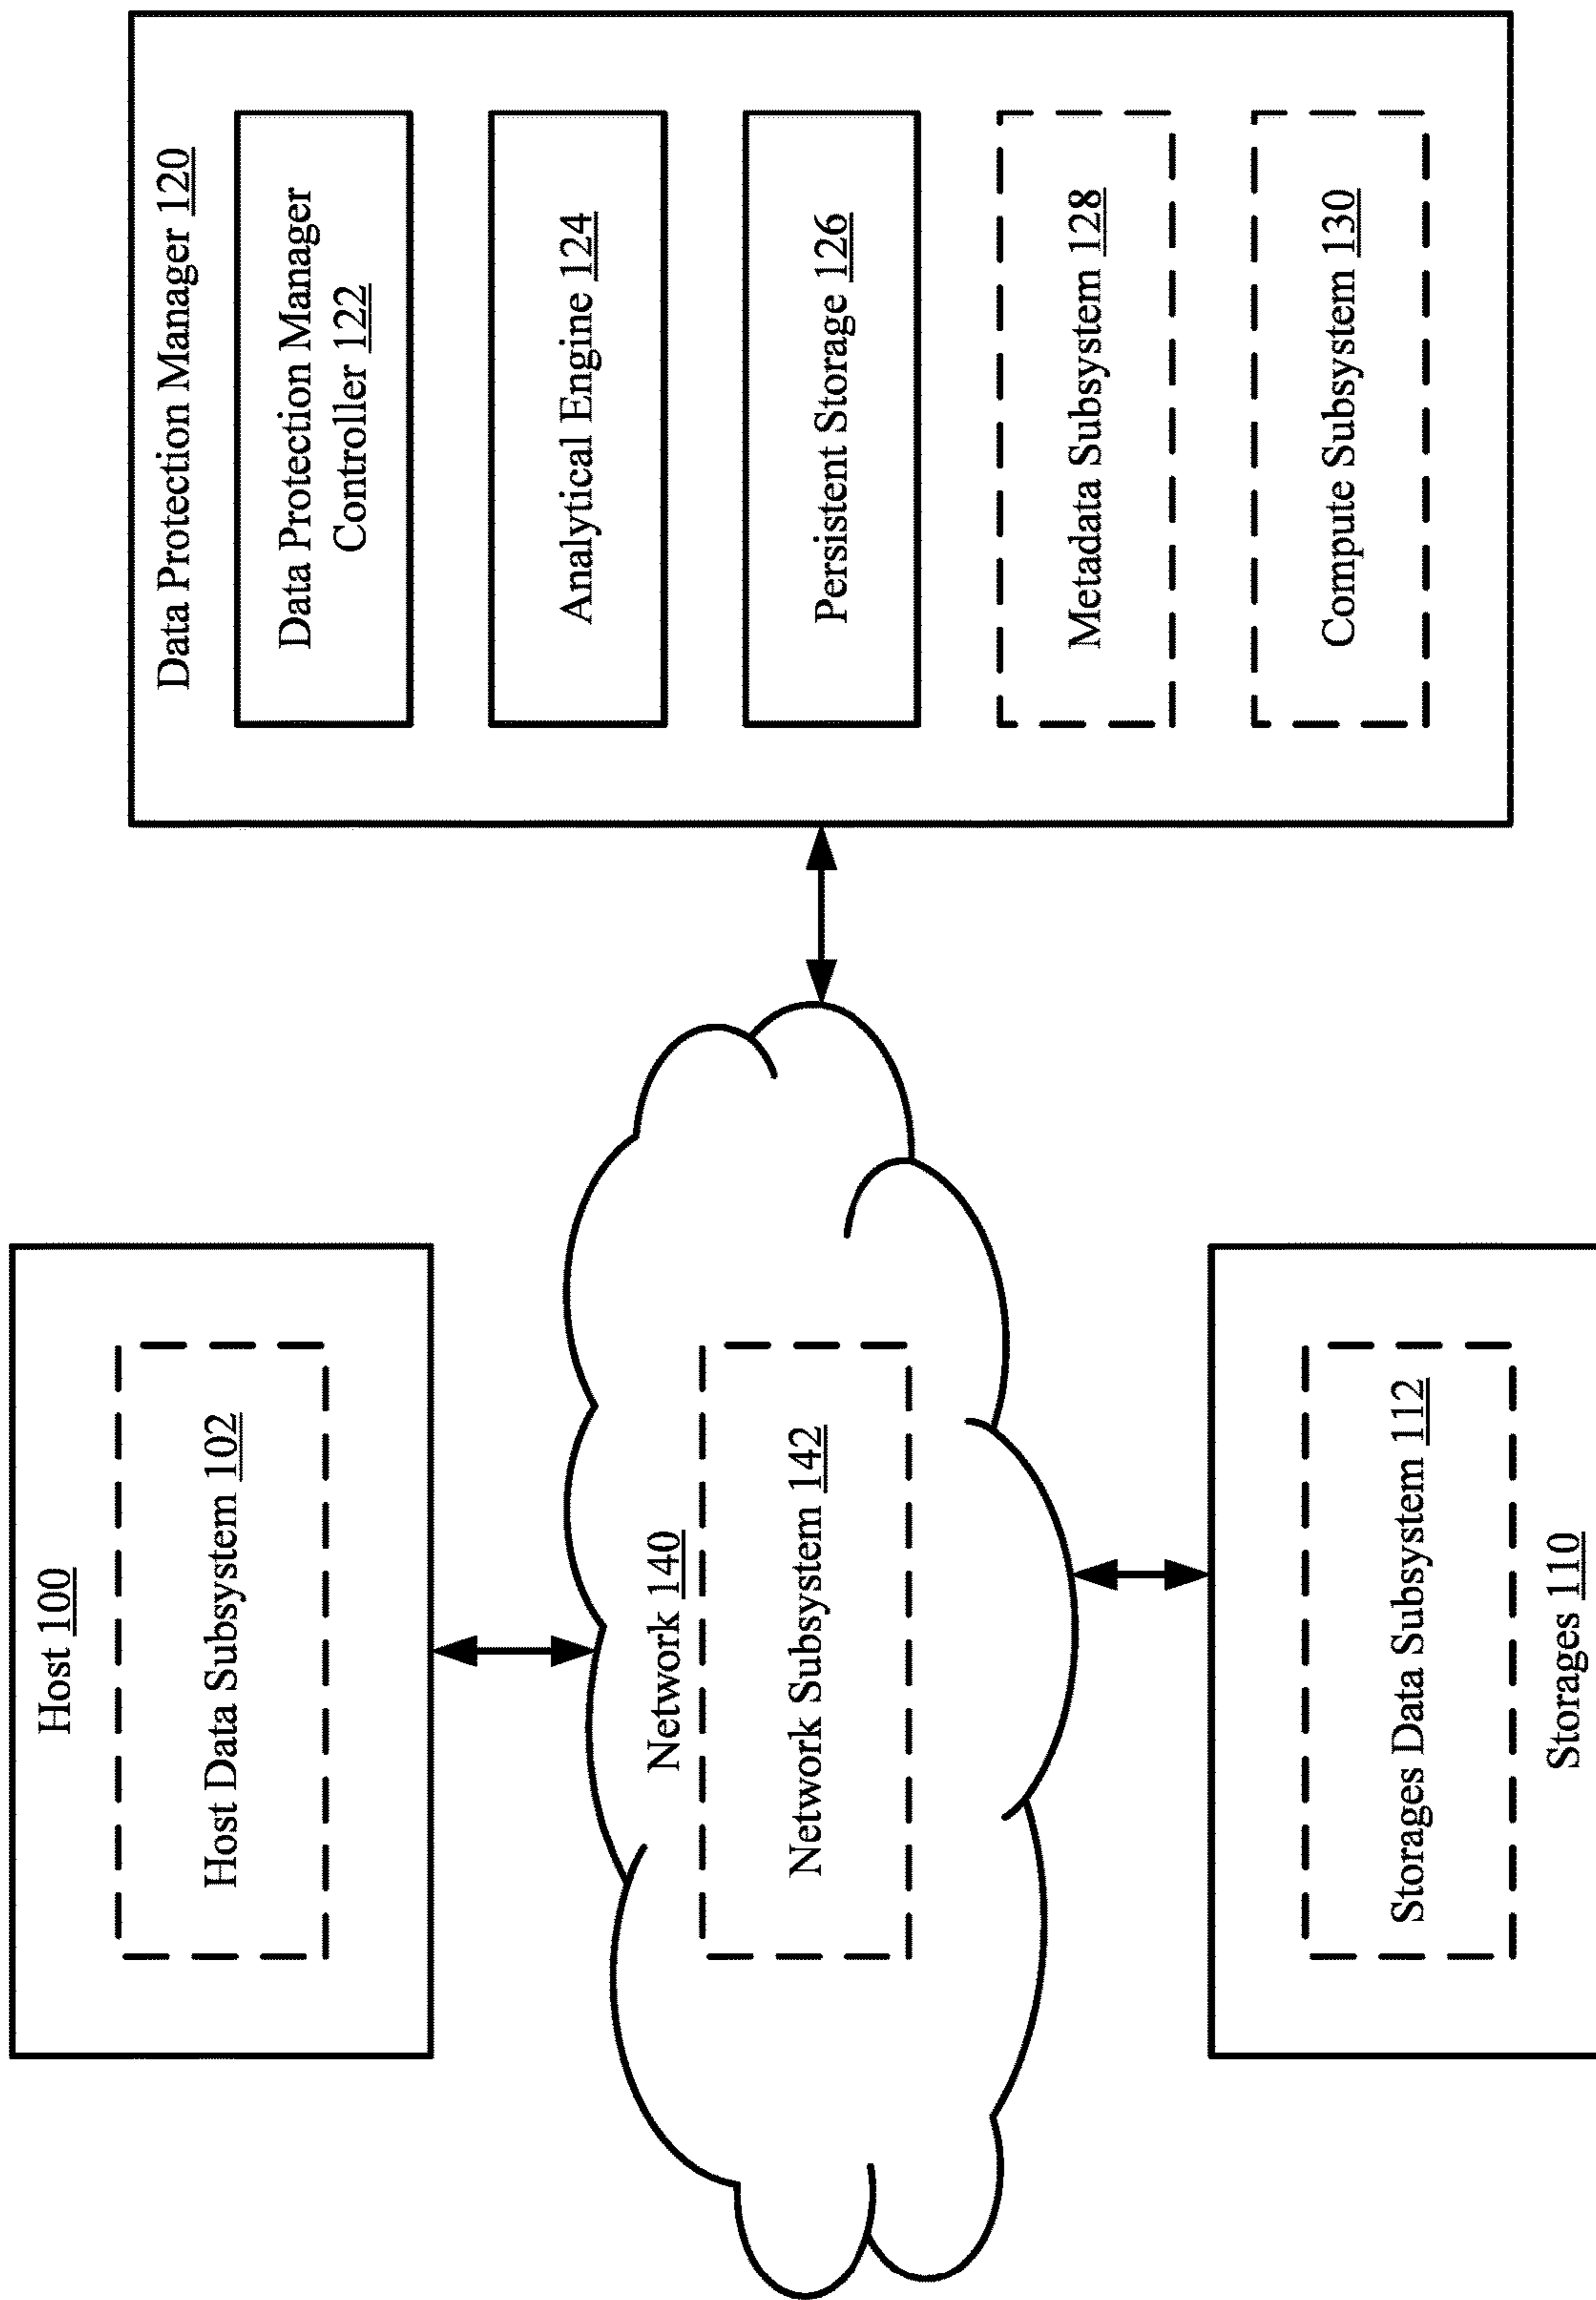 Host 100
Host Data Subsystem 102
Network 140
Network Subsystem 142
Storages Data Subsystem 112
Storages 110
Data Protection Manager 120
Data Protection Manager
Controller 122
Analytical Engine 124
Persistent Storage 126
Metadata Subsystem 128
Compute Subsystem 130